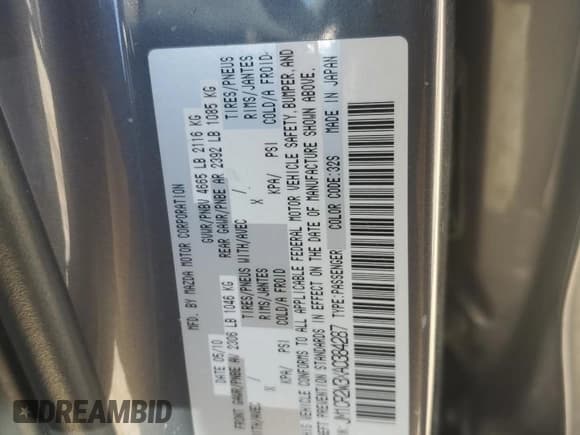 MFD. BY MAZDA MOTOR CORPORATION
DATE 05/10 GVWR/PNBV 4665 LB 2116 KG
FRONT GAWR/PNBE AV 2306 LB 1046 KG REAR GAWR/PNBE AR 2392 LB 1085 KG
WITH/AVEC TIRES/PNEUS WITH/AVEC / TIRES/PNEUS
X RIMS/JANTES X RIMS/JANTES
KPA/ PSI COLD/A FROID KPA/ PSI COLD/A FROID
THIS VEHICLE CONFORMS TO ALL APPLICABLE FEDERAL MOTOR VEHICLE SAFETY, BUMPER, AND
THEFT PREVENTION STANDARDS IN EFFECT ON THE DATE OF MANUFACTURE SHOWN ABOVE.
TYPE:PASSENGER COLOR CODE:32S MADE IN JAPAN
AutoBidMaster